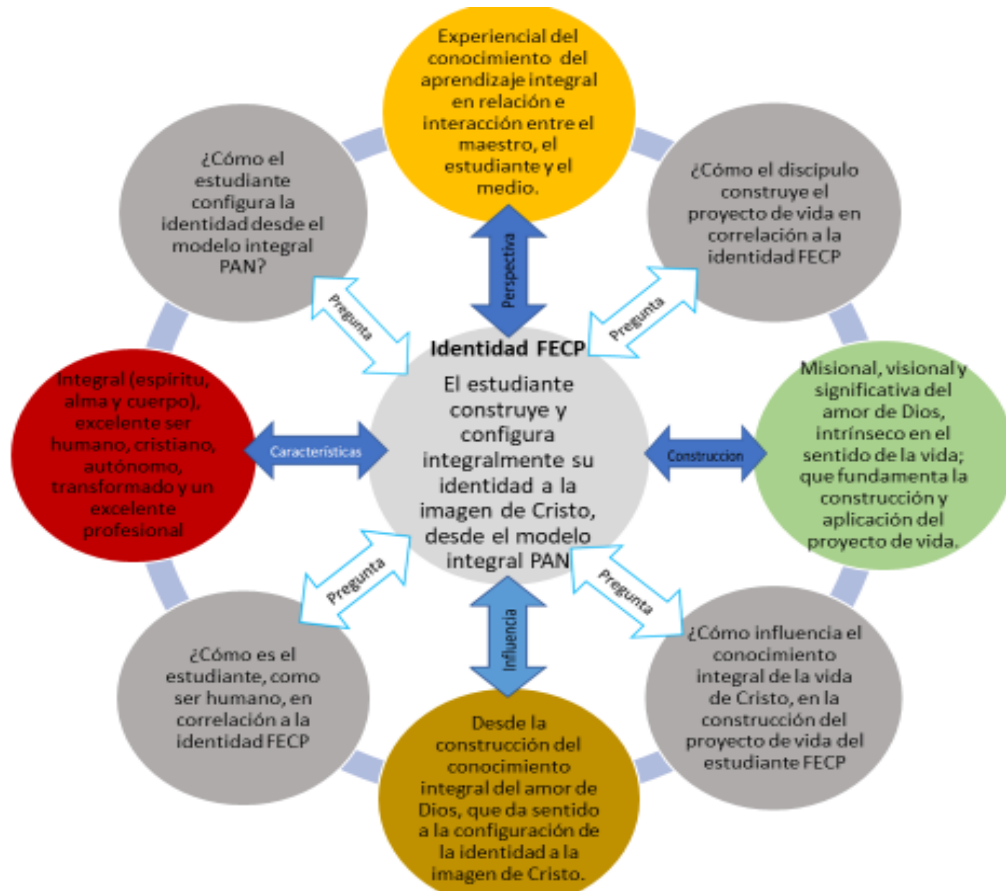 Experiencial del
conocimiento del
aprendizaje integral
en relación e
interacción entre el
maestro, el
estudiante y el
medio.
¿Cómo el
estudiante
configura la
identidad desde el
modelo integral
PAN?
¿Cómo el discípulo
construye el
proyecto de vida en
correlación a la
identidad FECP
Perspectiva
Pregunta
Pregunta
Integral (espíritu,
alma y cuerpo),
excelente ser
humano, cristiano,
autónomo,
transformado y un
excelente
profesional
Características
Identidad FECP
El estudiante
construye y
configura
integralmente su
identidad a la
imagen de Cristo,
desde el modelo
integral PAN
Construccion
Misional, visional y
significativa del
amor de Dios,
intrínseco en el
sentido de la vida;
que fundamenta la
construcción y
aplicación del
proyecto de vida.
Pregunta
Pregunta
Influencia
¿Cómo es el
estudiante, como
ser humano, en
correlación a la
identidad FECP
¿Cómo influencia el
conocimiento
integral de la vida
de Cristo, en la
construcción del
proyecto de vida del
estudiante FECP
Desde la
construcción del
conocimiento
integral del amor de
Dios, que da sentido
a la configuración de
la identidad a la
imagen de Cristo.